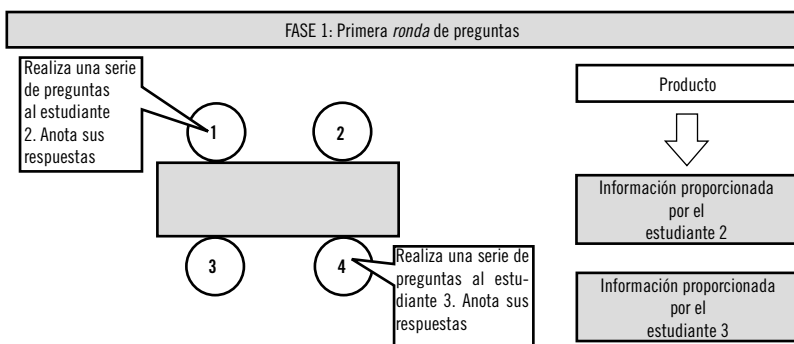 FASE 1: Primera ronda de preguntas
Realiza una serie
de preguntas
al estudiante
2. Anota sus
respuestas
1
2
3
4
Realiza una serie de
preguntas al estu-
diante 3. Anota sus
respuestas
Producto
Información proporcionada
por el
estudiante 2
Información proporcionada
por el
estudiante 3